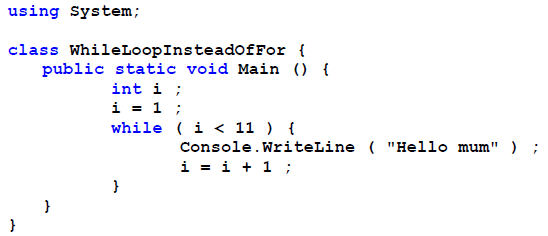 using System;
class WhileLoopInsteadOfFor {
public static void Main () {
int i ;
i = 1 ;
while ( i < 11 ) {
Console.WriteLine ( "Hello mum" ) ;
i = i + 1 ;
}
}
}